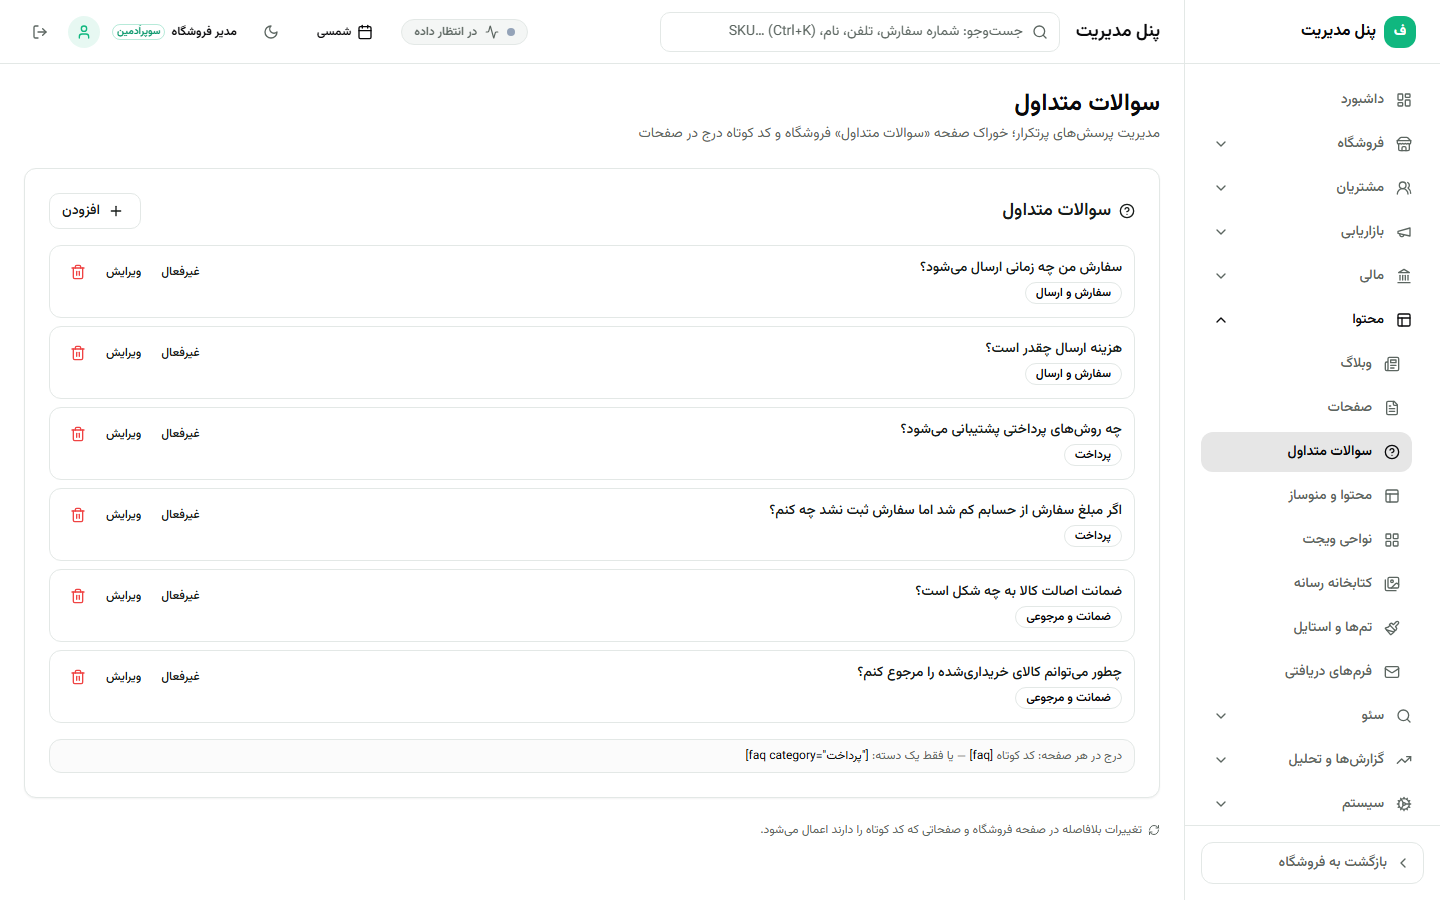 ف
پنل مدیریت
پنل مدیریت
جست‌وجو: شماره سفارش، تلفن، نام، SKU... (Ctrl+K)
در انتظار داده
شمسی
مدیر فروشگاه
سوپرادمین
داشبورد
فروشگاه
مشتریان
بازاریابی
مالی
محتوا
وبلاگ
صفحات
سوالات متداول
محتوا و منوساز
نواحی ویجت
کتابخانه رسانه
تم‌ها و استایل
فرم‌های دریافتی
سئو
گزارش‌ها و تحلیل
سیستم
بازگشت به فروشگاه
سوالات متداول
مدیریت پرسش‌های پرتکرار؛ خوراک صفحه «سوالات متداول» فروشگاه و کد کوتاه درج در صفحات
سوالات متداول
افزودن
سفارش من چه زمانی ارسال می‌شود؟
سفارش و ارسال
غیرفعال
ویرایش
هزینه ارسال چقدر است؟
سفارش و ارسال
غیرفعال
ویرایش
چه روش‌های پرداختی پشتیبانی می‌شود؟
پرداخت
غیرفعال
ویرایش
اگر مبلغ سفارش از حسابم کم شد اما سفارش ثبت نشد چه کنم؟
پرداخت
غیرفعال
ویرایش
ضمانت اصالت کالا به چه شکل است؟
ضمانت و مرجوعی
غیرفعال
ویرایش
چطور می‌توانم کالای خریداری‌شده را مرجوع کنم؟
ضمانت و مرجوعی
غیرفعال
ویرایش
درج در هر صفحه: کد کوتاه [faq] — یا فقط یک دسته: [faq category="پرداخت"]
تغییرات بلافاصله در صفحه فروشگاه و صفحاتی که کد کوتاه را دارند اعمال می‌شود.